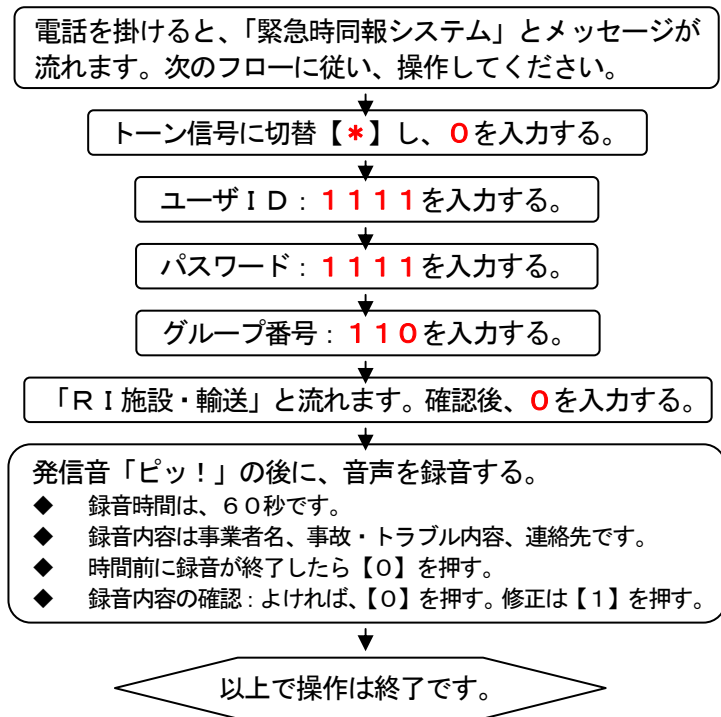 電話を掛けると、「緊急時同報システム」とメッセージが
流れます。次のフローに従い、操作してください。
トーン信号に切替【*】し、０を入力する。
ユーザＩＤ：１１１１を入力する。
パスワード：１１１１を入力する。
グループ番号：１１０を入力する。
「ＲＩ施設・輸送」と流れます。確認後、０を入力する。
発信音「ピッ！」の後に、音声を録音する。
◆ 録音時間は、６０秒です。
◆ 録音内容は事業者名、事故・トラブル内容、連絡先です。
◆ 時間前に録音が終了したら【０】を押す。
◆ 録音内容の確認：よければ、【０】を押す。修正は【１】を押す。
以上で操作は終了です。